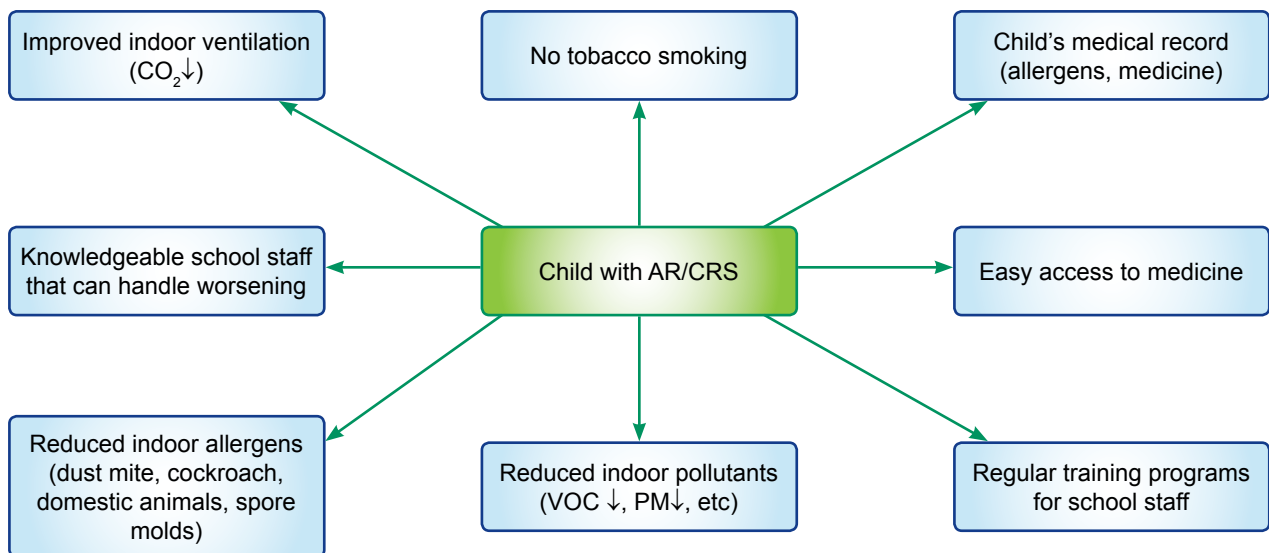 Improved indoor ventilation
(CO₂↓)
No tobacco smoking
Child's medical record
(allergens, medicine)
Knowledgeable school staff
that can handle worsening
Child with AR/CRS
Easy access to medicine
Reduced indoor allergens
(dust mite, cockroach,
domestic animals, spore
molds)
Reduced indoor pollutants
(VOC ↓, PM↓, etc)
Regular training programs
for school staff